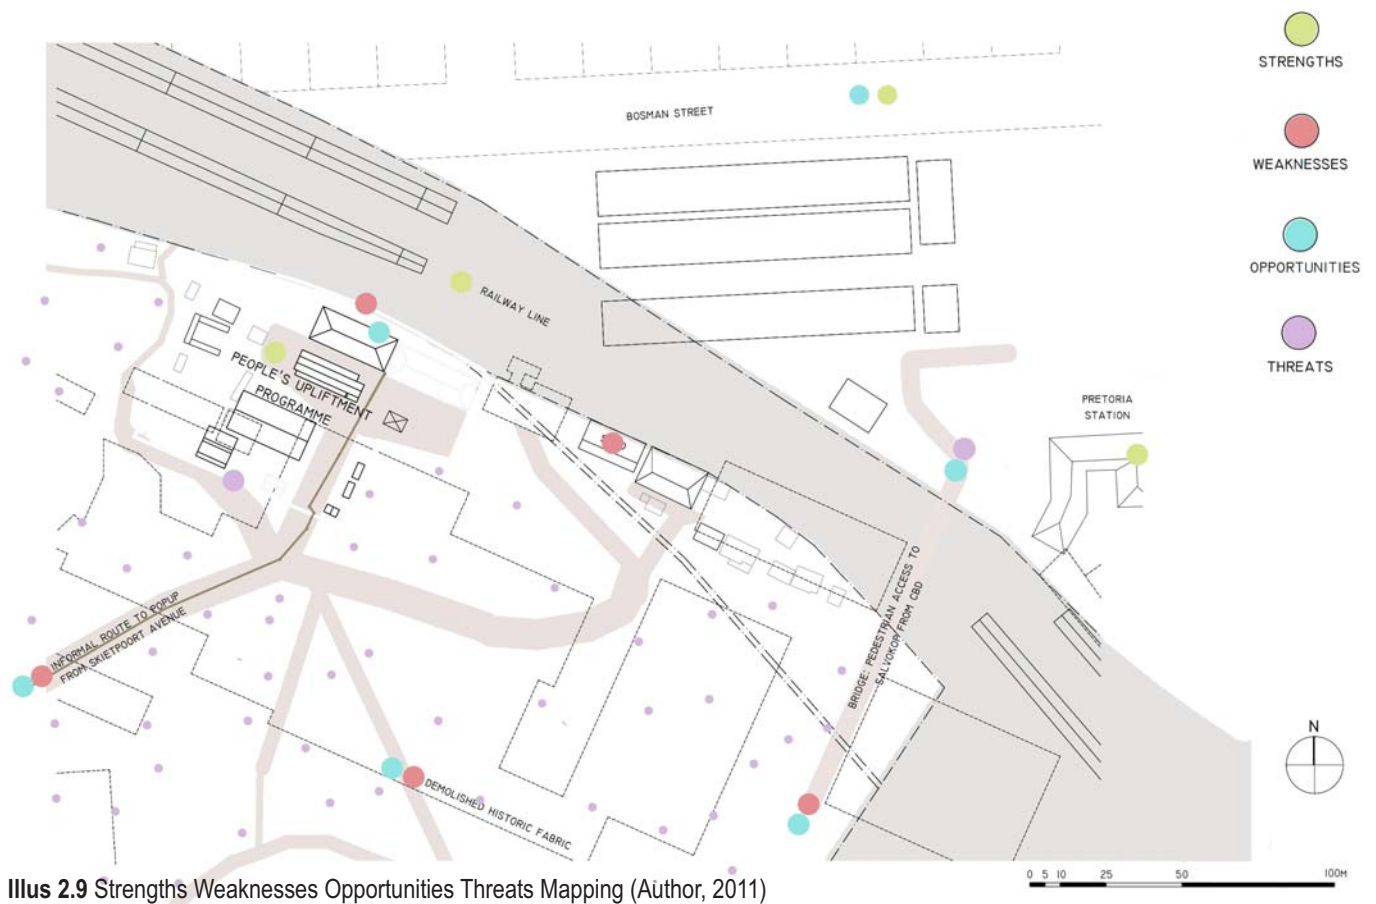 STRENGTHS
WEAKNESSES
OPPORTUNITIES
THREATS
BOSMAN STREET
RAILWAY LINE
PEOPLE'S UPLIFTMENT
PROGRAMME
PRETORIA
STATION
BRIDGE: PEDESTRIAN ACCESS TO
SALVOKOP FROM CBD
INFORMAL ROUTE TO POPUP
FROM SKIETPOORT AVENUE
DEMOLISHED HISTORIC FABRIC
N
0 5 10 25 50 100M
Illus 2.9 Strengths Weaknesses Opportunities Threats Mapping (Author, 2011)